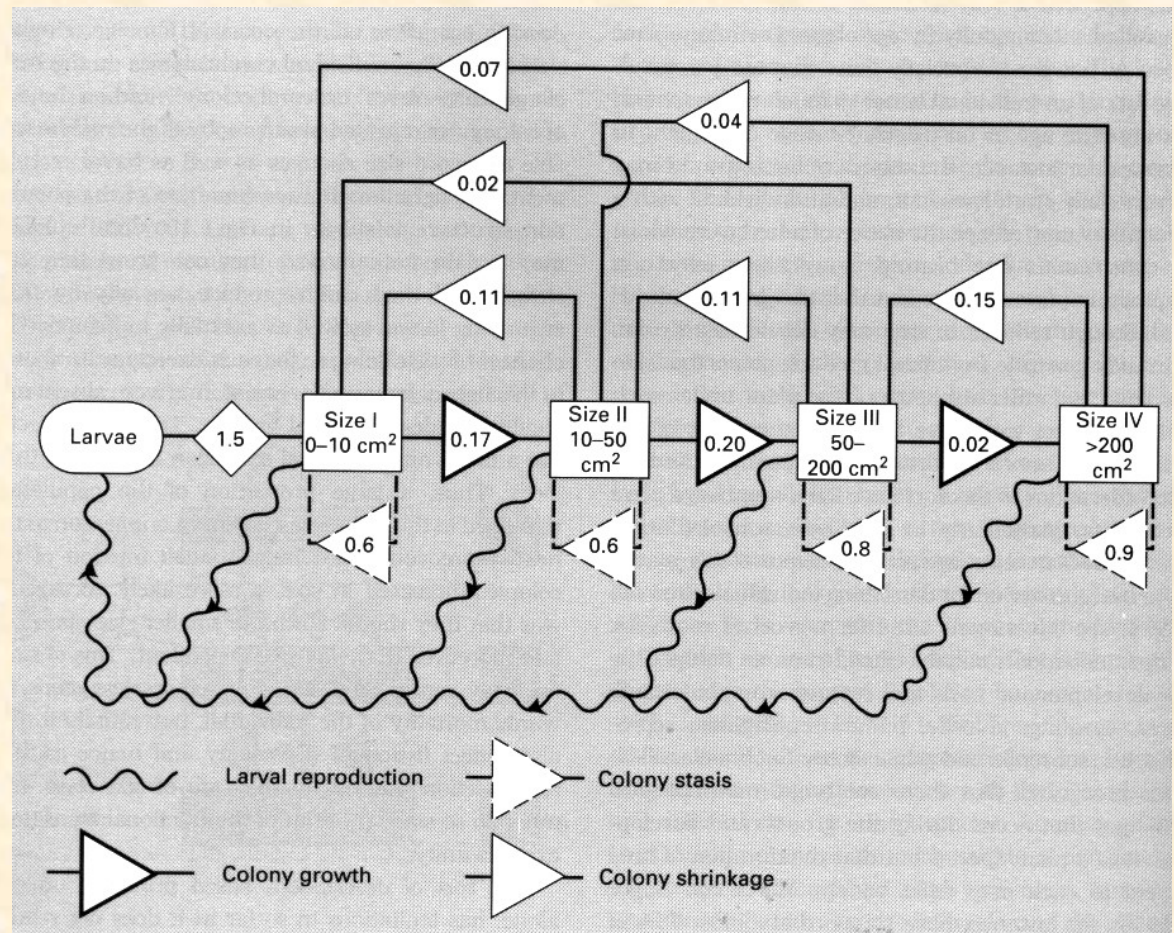 0.07
0.04
0.02
0.11
0.11
0.15
Larvae
1.5
Size I
0–10 cm²
0.17
Size II
10–50
cm²
0.20
Size III
50–
200 cm²
0.02
Size IV
>200
cm²
0.6
0.6
0.8
0.9
Larval reproduction
Colony stasis
Colony growth
Colony shrinkage